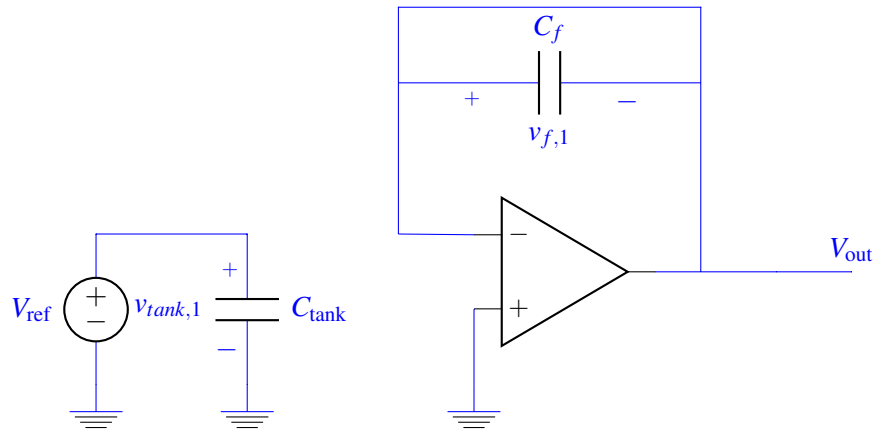 C_f
+ −
v_{f,1}
−
V_out
+
+
V_ref
+
−
v_{tank,1}
C_tank
−
+